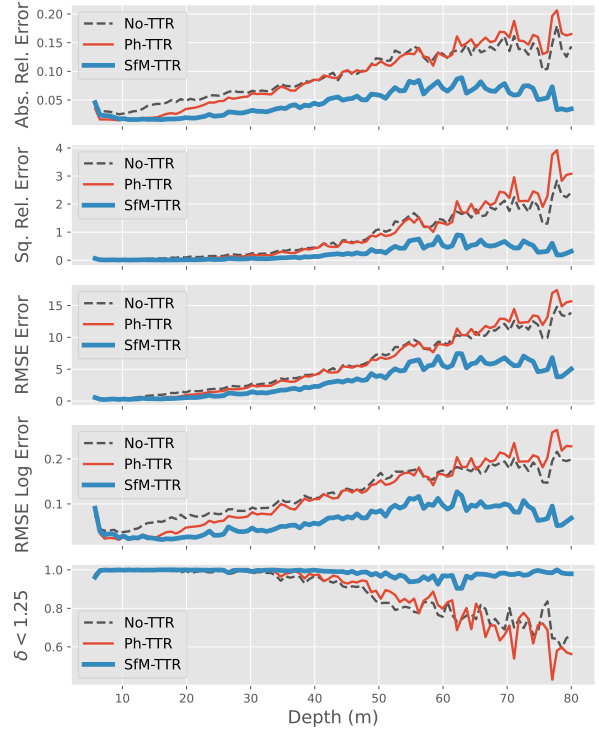 Abs. Rel. Error
0.20
0.15
0.10
0.05
No-TTR
Ph-TTR
SfM-TTR
Sq. Rel. Error
4
3
2
1
0
No-TTR
Ph-TTR
SfM-TTR
RMSE Error
15
10
5
0
No-TTR
Ph-TTR
SfM-TTR
RMSE Log Error
0.2
0.1
No-TTR
Ph-TTR
SfM-TTR
δ < 1.25
1.0
0.8
0.6
No-TTR
Ph-TTR
SfM-TTR
10 20 30 40 50 60 70 80
Depth (m)